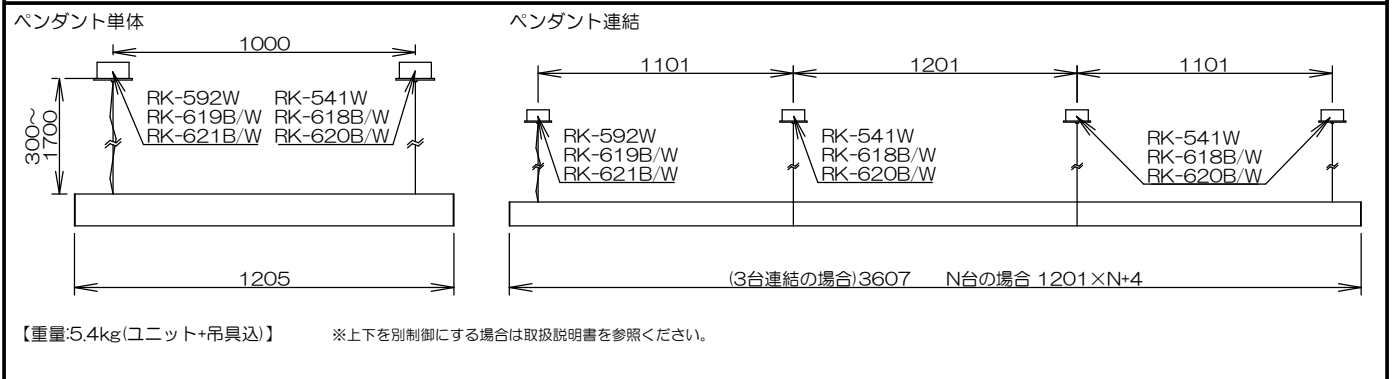 ペンダント単体
1000
300~
1700
RK-592W
RK-619B/W
RK-621B/W
RK-541W
RK-618B/W
RK-620B/W
1205
ペンダント連結
1101
1201
1101
RK-592W
RK-619B/W
RK-621B/W
RK-541W
RK-618B/W
RK-620B/W
RK-541W
RK-618B/W
RK-620B/W
(3台連結の場合)3607 N台の場合 1201×N+4
【重量:5.4kg(ユニット+吊具込)】 ※上下を別制御にする場合は取扱説明書を参照ください。